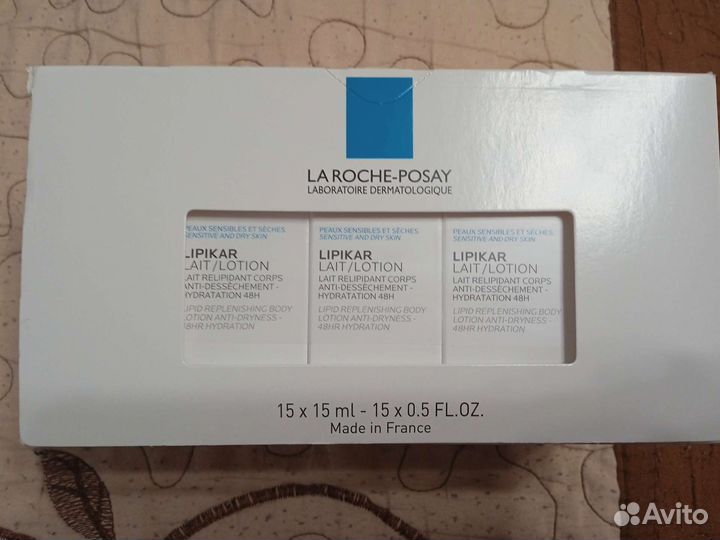 LA ROCHE-POSAY
LABORATOIRE DERMATOLOGIQUE
PEAUX SENSIBLES ET SÈCHES
SENSITIVE AND DRY SKIN
LIPIKAR
LAIT/LOTION
LAIT RELIPIDANT CORPS
ANTI-DESSÈCHEMENT -
HYDRATATION 48H
LIPID REPLENISHING BODY
LOTION ANTI-DRYNESS -
48HR HYDRATION
PEAUX SENSIBLES ET SÈCHES
SENSITIVE AND DRY SKIN
LIPIKAR
LAIT/LOTION
LAIT RELIPIDANT CORPS
ANTI-DESSÈCHEMENT -
HYDRATATION 48H
LIPID REPLENISHING BODY
LOTION ANTI-DRYNESS -
48HR HYDRATION
PEAUX SENSIBLES ET SÈCHES
SENSITIVE AND DRY SKIN
LIPIKAR
LAIT/LOTION
LAIT RELIPIDANT CORPS
ANTI-DESSÈCHEMENT -
HYDRATATION 48H
LIPID REPLENISHING BODY
LOTION ANTI-DRYNESS -
48HR HYDRATION
15 x 15 ml - 15 x 0.5 FL.OZ.
Made in France
Avito